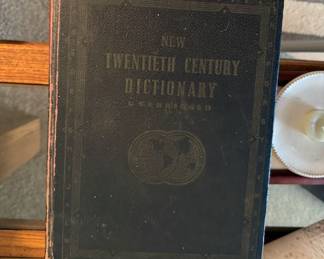 NEW
TWENTIETH CENTURY
DICTIONARY
UNABRIDGED